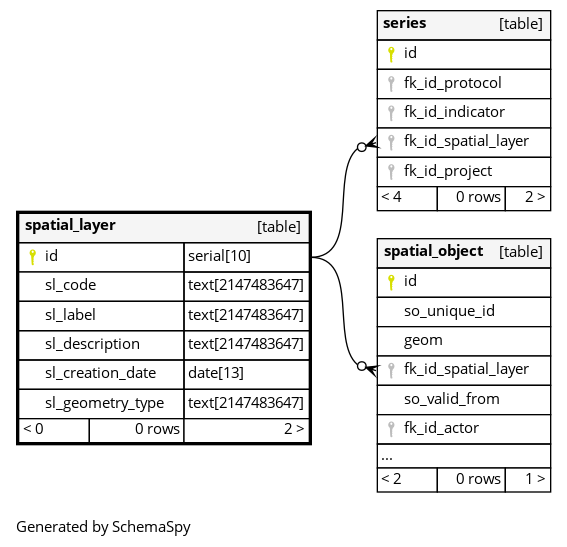 series [table]
id
fk_id_protocol
fk_id_indicator
fk_id_spatial_layer
fk_id_project
< 4 0 rows 2 >
spatial_layer [table]
id serial[10]
sl_code text[2147483647]
sl_label text[2147483647]
sl_description text[2147483647]
sl_creation_date date[13]
sl_geometry_type text[2147483647]
< 0 0 rows 2 >
spatial_object [table]
id
so_unique_id
geom
fk_id_spatial_layer
so_valid_from
fk_id_actor
...
< 2 0 rows 1 >
Generated by SchemaSpy